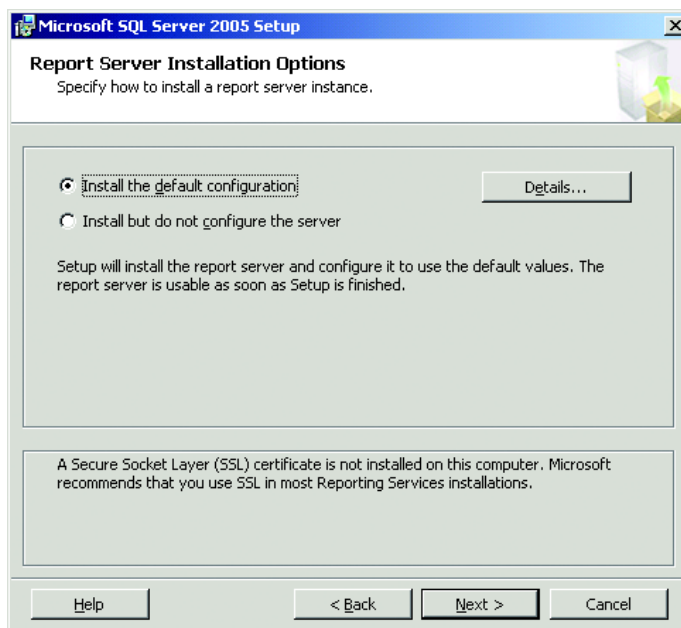 Microsoft SQL Server 2005 Setup
Report Server Installation Options
Specify how to install a report server instance.
Install the default configuration
Details...
Install but do not configure the server
Setup will install the report server and configure it to use the default values. The
report server is usable as soon as Setup is finished.
A Secure Socket Layer (SSL) certificate is not installed on this computer. Microsoft
recommends that you use SSL in most Reporting Services installations.
Help
< Back
Next >
Cancel